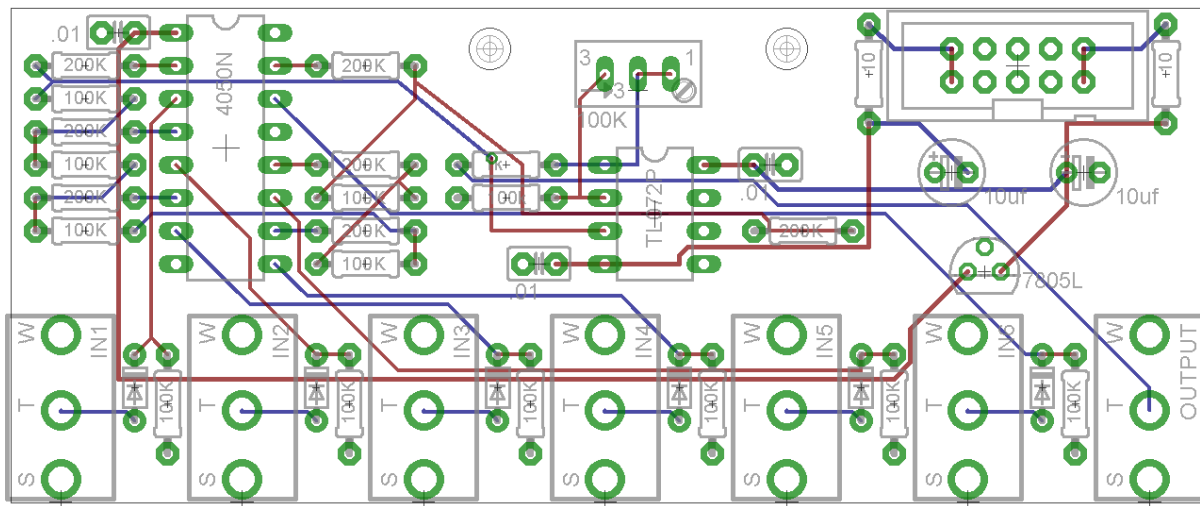 .01
200K
100K
200K
100K
200K
100K
4050N
200K
200K
100K
200K
100K
3
1
3
100K
k+
00k
TL072P
.01
.01
200K
+10
+10
+
10uf
+
10uf
7805L
W
T
S
IN1
100K
W
T
S
IN2
100K
W
T
S
IN3
100K
W
T
S
IN4
100K
W
T
S
IN5
100K
W
T
S
IN6
100K
W
T
S
OUTPUT